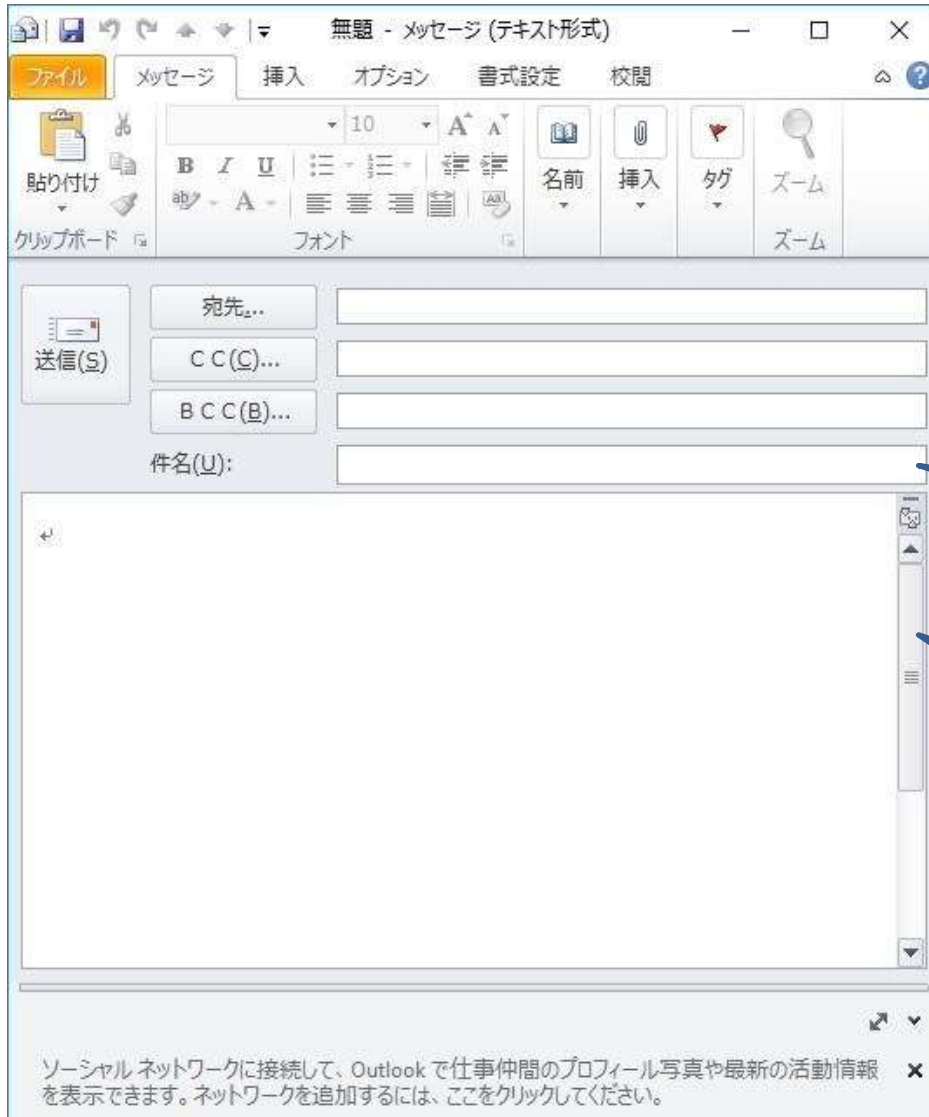 無題 - メッセージ (テキスト形式)
ファイル メッセージ 挿入 オプション 書式設定 校閲
貼り付け
10
B I U
ab A
A A
Aa
名前 挿入 タグ ズーム
クリップボード フォント ズーム
送信(S)
宛先...
C C(C)...
B C C(B)...
件名(U):
ソーシャル ネットワークに接続して、Outlook で仕事仲間のプロフィール写真や最新の活動情報
を表示できます。ネットワークを追加するには、ここをクリックしてください。